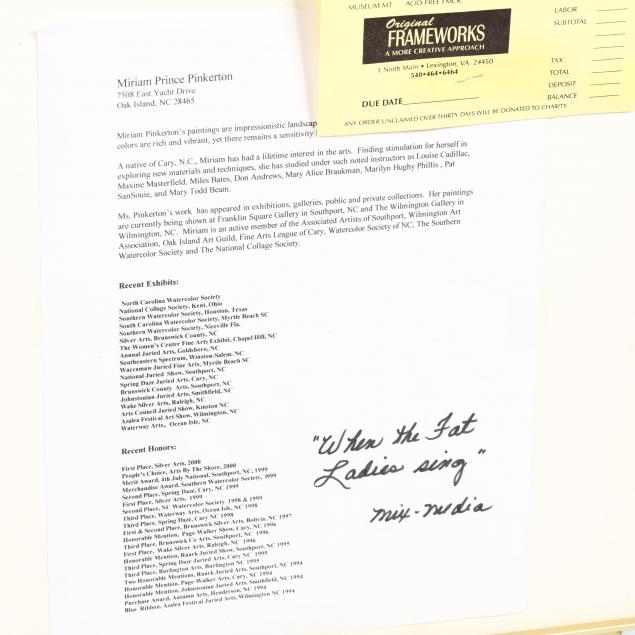 MUSEUM MT.
ACID FREE FMCR.
LABOR
SUBTOTAL
Original
FRAMEWORKS
A MORE CREATIVE APPROACH
1 North Main • Lexington, VA 24450
540•464•6464
TAX
TOTAL
DEPOSIT
BALANCE
DUE DATE
ANY ORDER UNCLAIMED OVER THIRTY DAYS WILL BE DONATED TO CHARITY
Miriam Prince Pinkerton
7508 East Yacht Drive
Oak Island, NC 28465
Miriam Pinkerton's paintings are impressionistic
colors are rich and vibrant, yet there remains a sensitivity
A native of Cary, N.C., Miriam has had a lifetime interest in the arts. Finding stimulation for herself in
exploring new materials and techniques, she has studied under such noted instructors as Louise Cadillac,
Maxine Masterfield, Miles Bates, Don Andrews, Mary Alice Braukman, Marilyn Hughy Phillis , Pat
SanSouie, and Mary Todd Beam.
Ms. Pinkerton's work has appeared in exhibitions, galleries, public and private collections. Her paintings
are currently being shown at Franklin Square Gallery in Southport, NC and The Wilmington Gallery in
Wilmington, NC. Miriam is an active member of the Associated Artists of Southport, Wilmington Art
Association, Oak Island Art Guild, Fine Arts League of Cary, Watercolor Society of NC, The Southern
Watercolor Society and The National Collage Society.
Recent Exhibits:
North Carolina Watercolor Society
National Collage Society, Kent, Ohio
Southern Watercolor Society, Houston, Texas
South Carolina Watercolor Society, Myrtle Beach SC
Southern Watercolor Society, Niceville Fla.
Silver Arts, Brunswick County, NC
The Women's Center Fine Arts Exhibit, Chapel Hill, NC
Annual Juried Arts, Goldsboro, NC
Southeastern Spectrum, Winston-Salem. NC
Waccamaw Juried Fine Arts, Myrtle Beach SC
National Juried Show, Southport, NC
Spring Daze Juried Arts, Cary, NC
Brunswick County Arts, Southport, NC
Johnstonian Juried Arts, Smithfield, NC
Wake Silver Arts, Raleigh, NC
Arts Council Juried Show, Kinston NC
Azalea Festival Art Show, Wilmington, NC
Waterway Arts., Ocean Isle, NC
Recent Honors:
First Place, Silver Arts, 2000
People's Choice, Arts By The Shore, 2000
Merit Award, 4th July National, Southport, NC, 1999
Merchandise Award, Southern Watercolor Society, 1999
Second Place, Spring Daze, Cary, NC 1999
First Place, Silver Arts, 1999
Second Place, NC Watercolor Society 1998 & 1999
Third Place, Waterway Arts, Ocean Isle, NC 1998
Third Place, Spring Daze, Cary NC 1998
First & Second Place, Brunswick Silver Arts, Bolivia, NC 1997
Honorable Mention, Page-Walker Show, Cary, NC 1996
Third Place, Brunswick Co Arts, Southport, NC 1996
First Place, Wake Silver Arts, Raleigh, NC 1996
Honorable Mention, Ruark Juried Show, Southport, NC 1995
Third Place, Spring Daze Juried Arts, Cary NC 1995
Third Place, Burlington Arts, Burlington NC 1995
Two Honorable Mentions, Ruark Juried Arts, Southport, NC 1994
Honorable Mention, Page-Walker Arts, Cary, NC 1994
Honorable Mention, Johnstonian Juried Arts, Smithfield, NC 1994
Purchase Award, Autumn Arts, Henderson, NC 1994
Blue Ribbon, Azalea Festival Juried Arts, Wilmington NC 1994
"When the Fat
Ladies sing"
mix-media